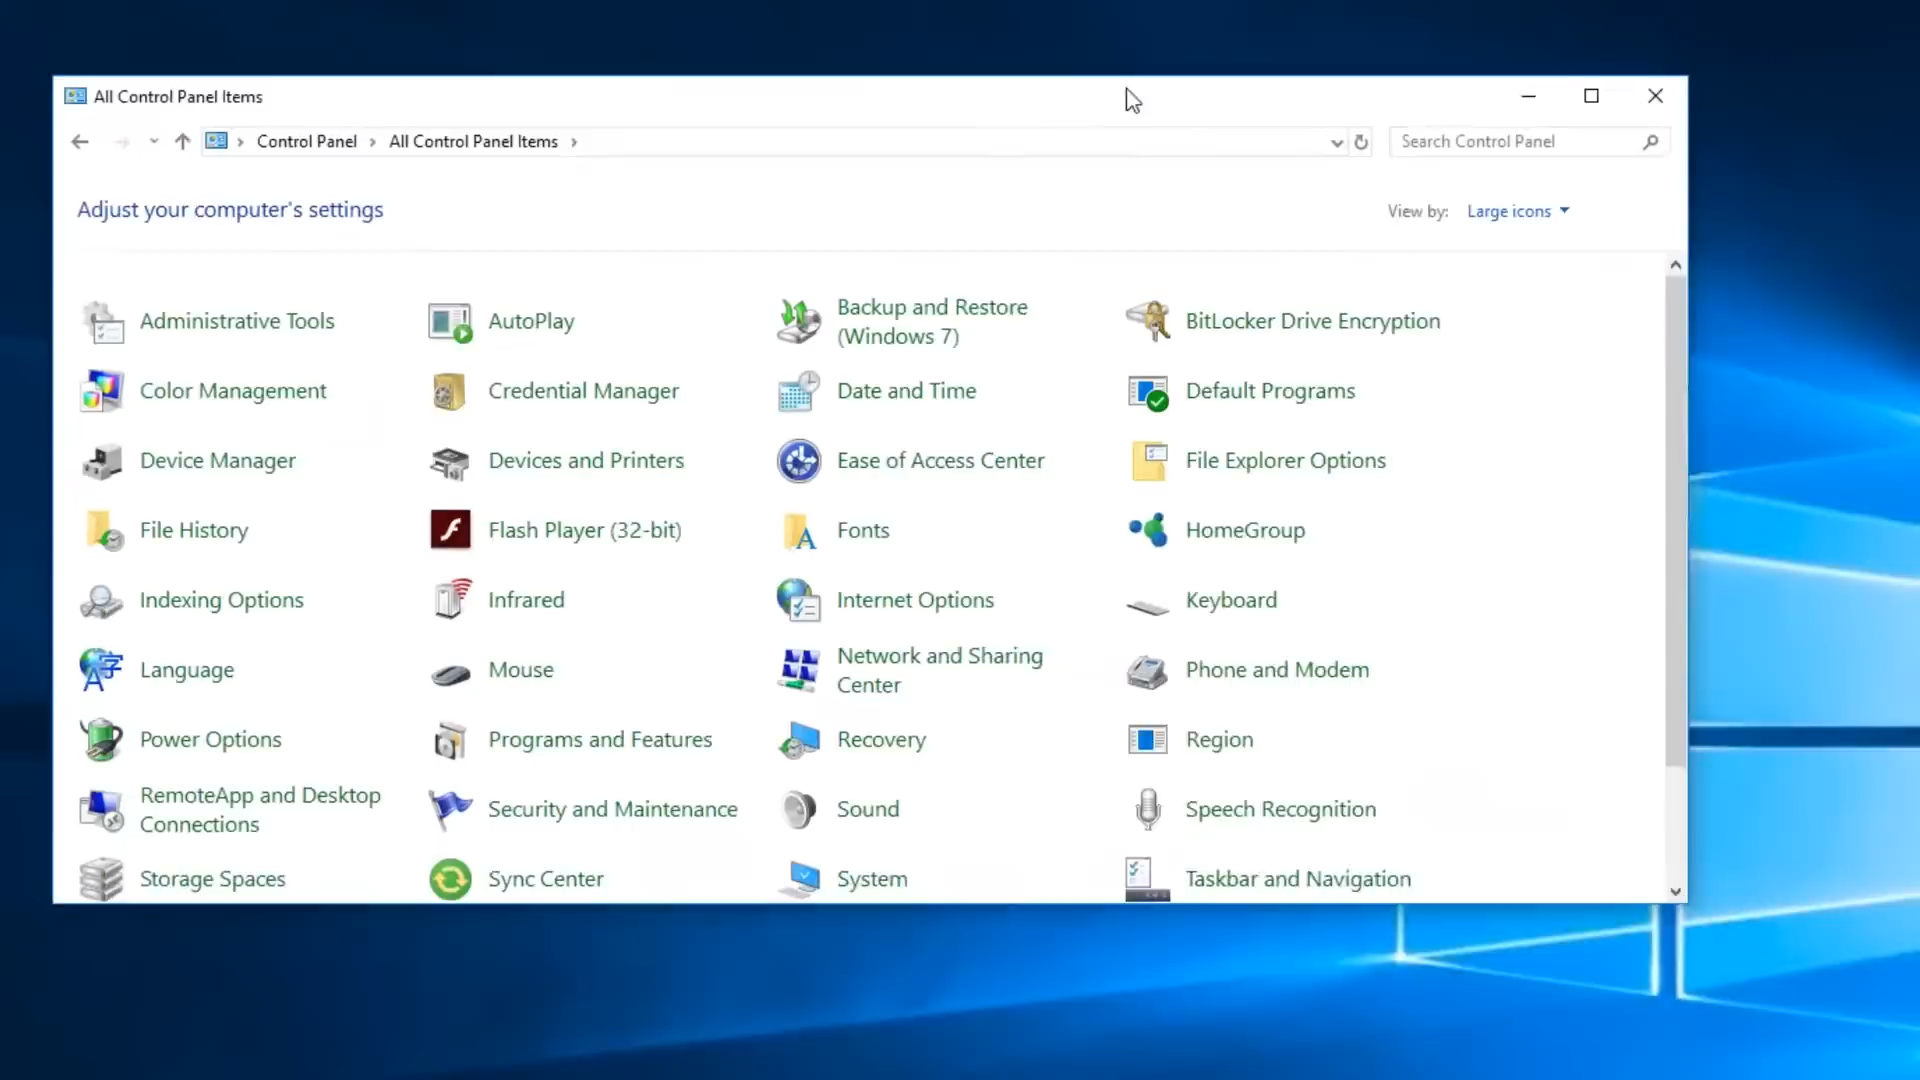 All Control Panel Items
Control Panel
All Control Panel Items
Search Control Panel
Adjust your computer's settings
View by: Large icons
Administrative Tools
AutoPlay
Backup and Restore
(Windows 7)
BitLocker Drive Encryption
Color Management
Credential Manager
Date and Time
Default Programs
Device Manager
Devices and Printers
Ease of Access Center
File Explorer Options
File History
Flash Player (32-bit)
Fonts
HomeGroup
Indexing Options
Infrared
Internet Options
Keyboard
Language
Mouse
Network and Sharing
Center
Phone and Modem
Power Options
Programs and Features
Recovery
Region
RemoteApp and Desktop
Connections
Security and Maintenance
Sound
Speech Recognition
Storage Spaces
Sync Center
System
Taskbar and Navigation